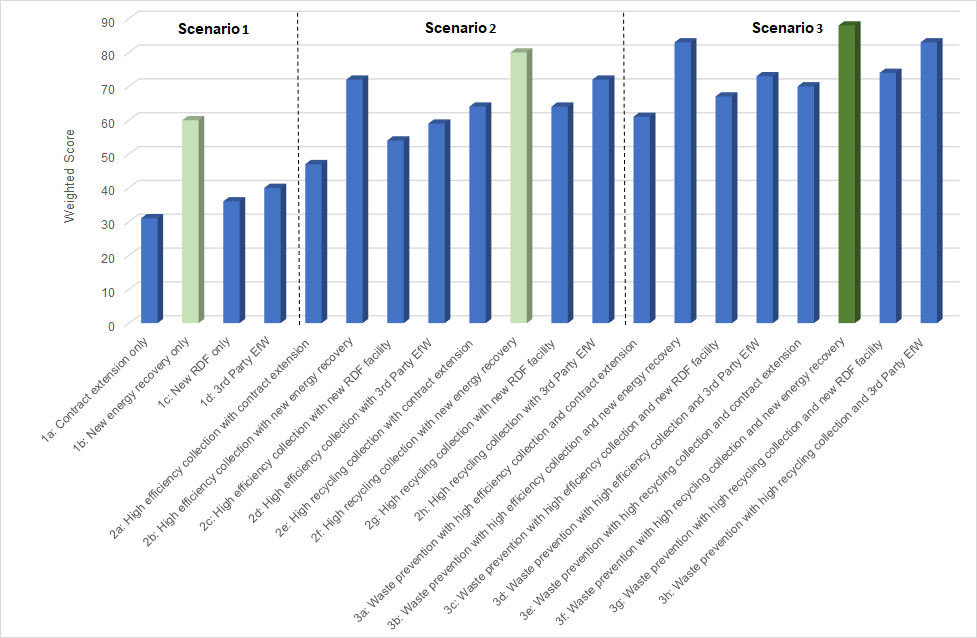 Scenario 1
Scenario 2
Scenario 3
Weighted Score
90
80
70
60
50
40
30
20
10
0
1a: Contract extension only
1b: New energy recovery only
1c: New RDF only
1d: 3rd Party EfW
2a: High efficiency collection with contract extension
2b: High efficiency collection with new energy recovery
2c: High efficiency collection with new RDF facility
2d: High efficiency collection with 3rd Party EfW
2e: High recycling collection with contract extension
2f: High recycling collection with new energy recovery
2g: High recycling collection with new RDF facility
2h: High recycling collection with 3rd Party EfW
3a: Waste prevention with high efficiency collection and contract extension
3b: Waste prevention with high efficiency collection and new energy recovery
3c: Waste prevention with high efficiency collection and new RDF facility
3d: Waste prevention with high efficiency collection and 3rd Party EfW
3e: Waste prevention with high recycling collection and contract extension
3f: Waste prevention with high recycling collection and new energy recovery
3g: Waste prevention with high recycling collection and new RDF facility
3h: Waste prevention with high recycling collection and 3rd Party EfW